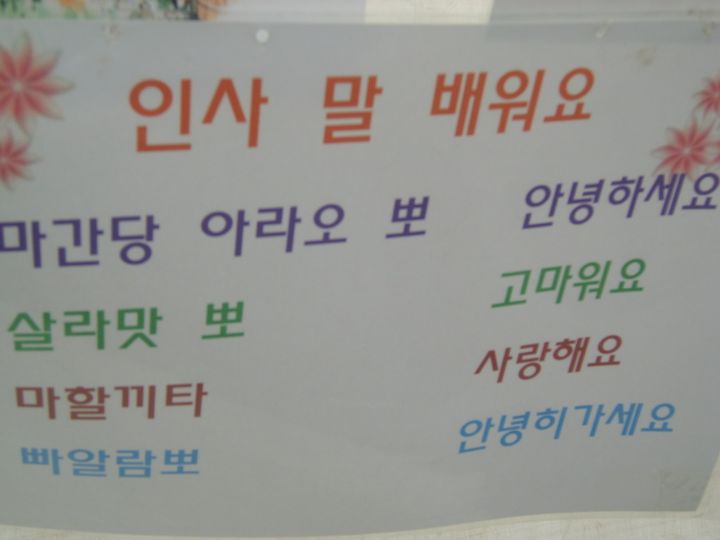 인사 말 배워요
마간당 아라오 뽀 안녕하세요
살라맛 뽀 고마워요
마할끼타 사랑해요
빠알람뽀 안녕히가세요